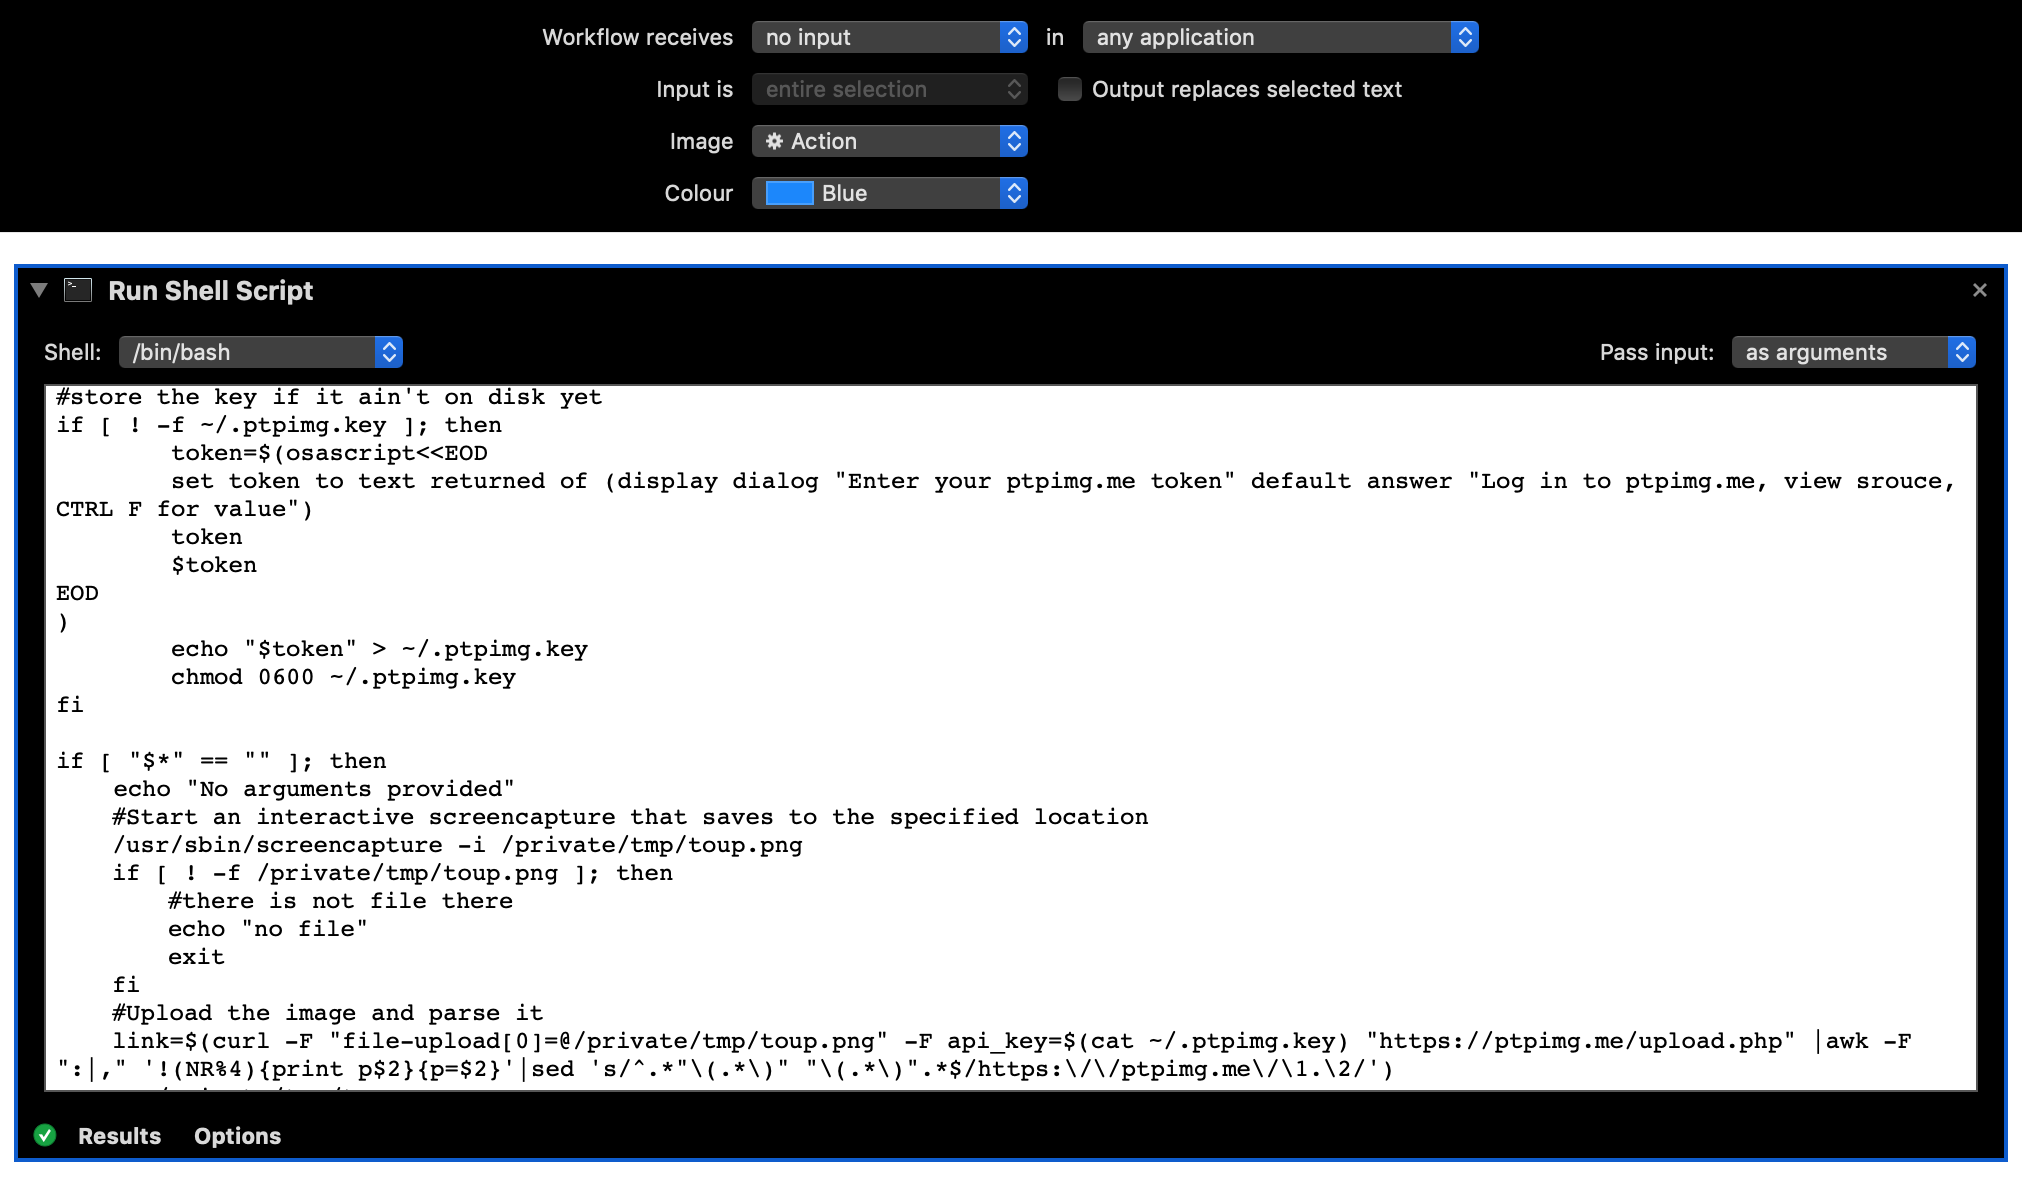 Workflow receives no input in any application
Input is entire selection Output replaces selected text
Image Action
Colour Blue
Run Shell Script
Shell: /bin/bash Pass input: as arguments
#store the key if it ain't on disk yet
if [ ! -f ~/.ptpimg.key ]; then
token=$(osascript<<EOD
set token to text returned of (display dialog "Enter your ptpimg.me token" default answer "Log in to ptpimg.me, view srouce,
CTRL F for value")
token
$token
EOD
)
echo "$token" > ~/.ptpimg.key
chmod 0600 ~/.ptpimg.key
fi
if [ "$*" == "" ]; then
echo "No arguments provided"
#Start an interactive screencapture that saves to the specified location
/usr/sbin/screencapture -i /private/tmp/toup.png
if [ ! -f /private/tmp/toup.png ]; then
#there is not file there
echo "no file"
exit
fi
#Upload the image and parse it
link=$(curl -F "file-upload[0]=@/private/tmp/toup.png" -F api_key=$(cat ~/.ptpimg.key) "https://ptpimg.me/upload.php" |awk -F
":|," '!(NR%4){print p$2}{p=$2}'|sed 's/^.*"\(.*\)" "\(.*\)".*$/https:\/\/ptpimg.me\/\1.\2/')
Results Options